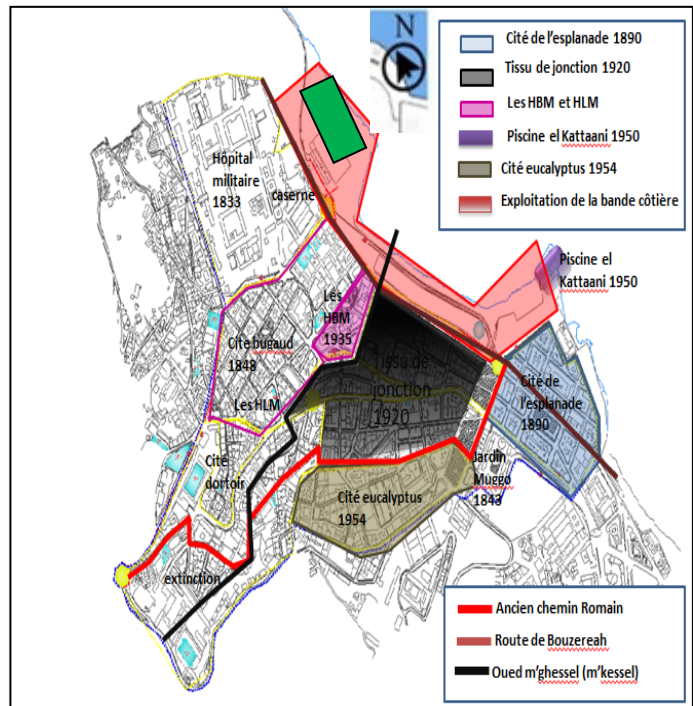 N
Cité de l'esplanade 1890
Tissu de jonction 1920
Les HBM et HLM
Piscine el Kattaani 1950
Cité eucalyptus 1954
Exploitation de la bande côtière
Hôpital
militaire
1833
caserne
Piscine el
Kattaani 1950
Les
HBM
1935
Cité bugaud
1848
Tissu de
jonction
1920
Cité de
l'esplanade
1890
Les HLM
Cité
dortoir
Jardin
Muggo
1843
Cité eucalyptus
1954
extinction
Ancien chemin Romain
Route de Bouzereah
Oued m'ghessel (m'kessel)